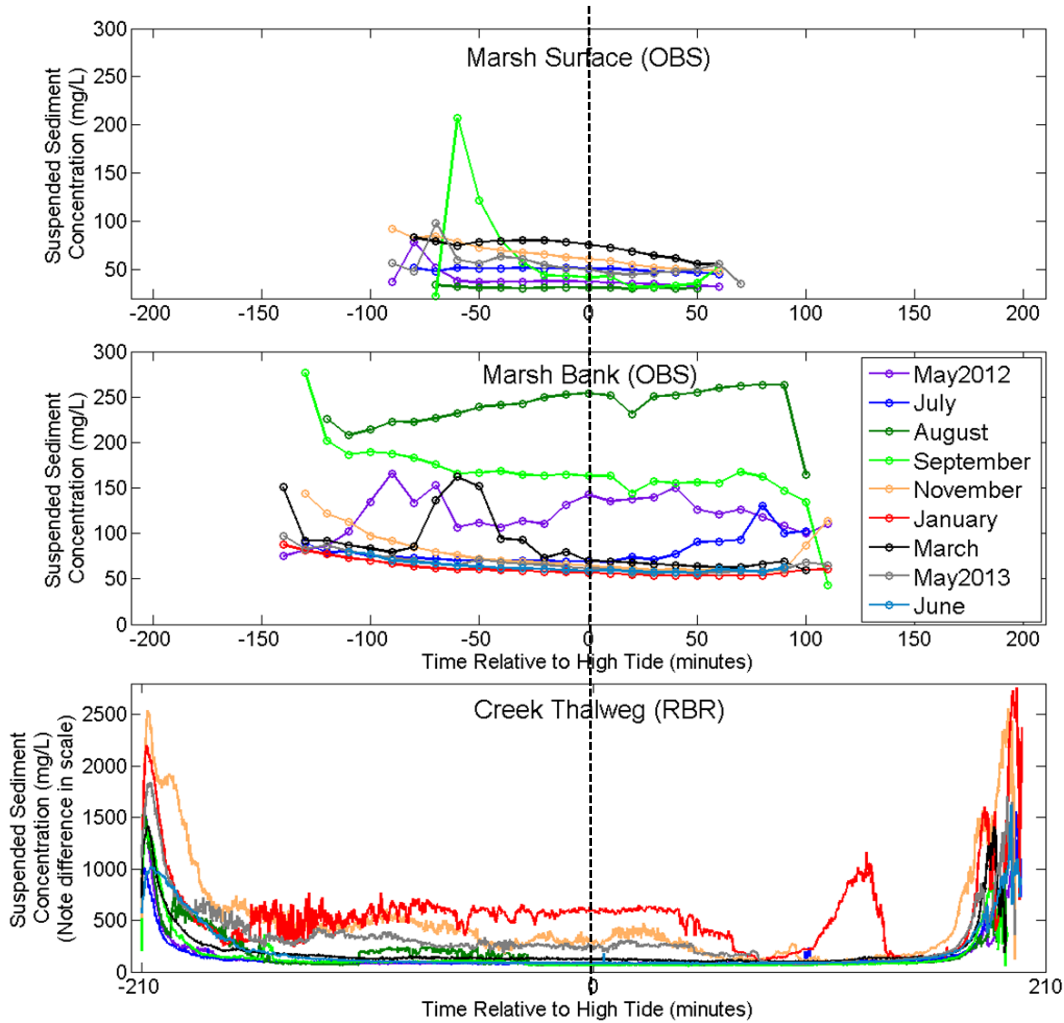 Marsh Surface (OBS)
Suspended Sediment
Concentration (mg/L)
300
250
200
150
100
50
-200 -150 -100 -50 0 50 100 150 200
Marsh Bank (OBS)
Suspended Sediment
Concentration (mg/L)
300
250
200
150
100
50
0
-200 -150 -100 -50 0 50 100 150 200
Time Relative to High Tide (minutes)
May2012
July
August
September
November
January
March
May2013
June
Creek Thalweg (RBR)
Suspended Sediment
Concentration (mg/L)
(Note difference in scale)
2500
2000
1500
1000
500
0
-210 0 210
Time Relative to High Tide (minutes)